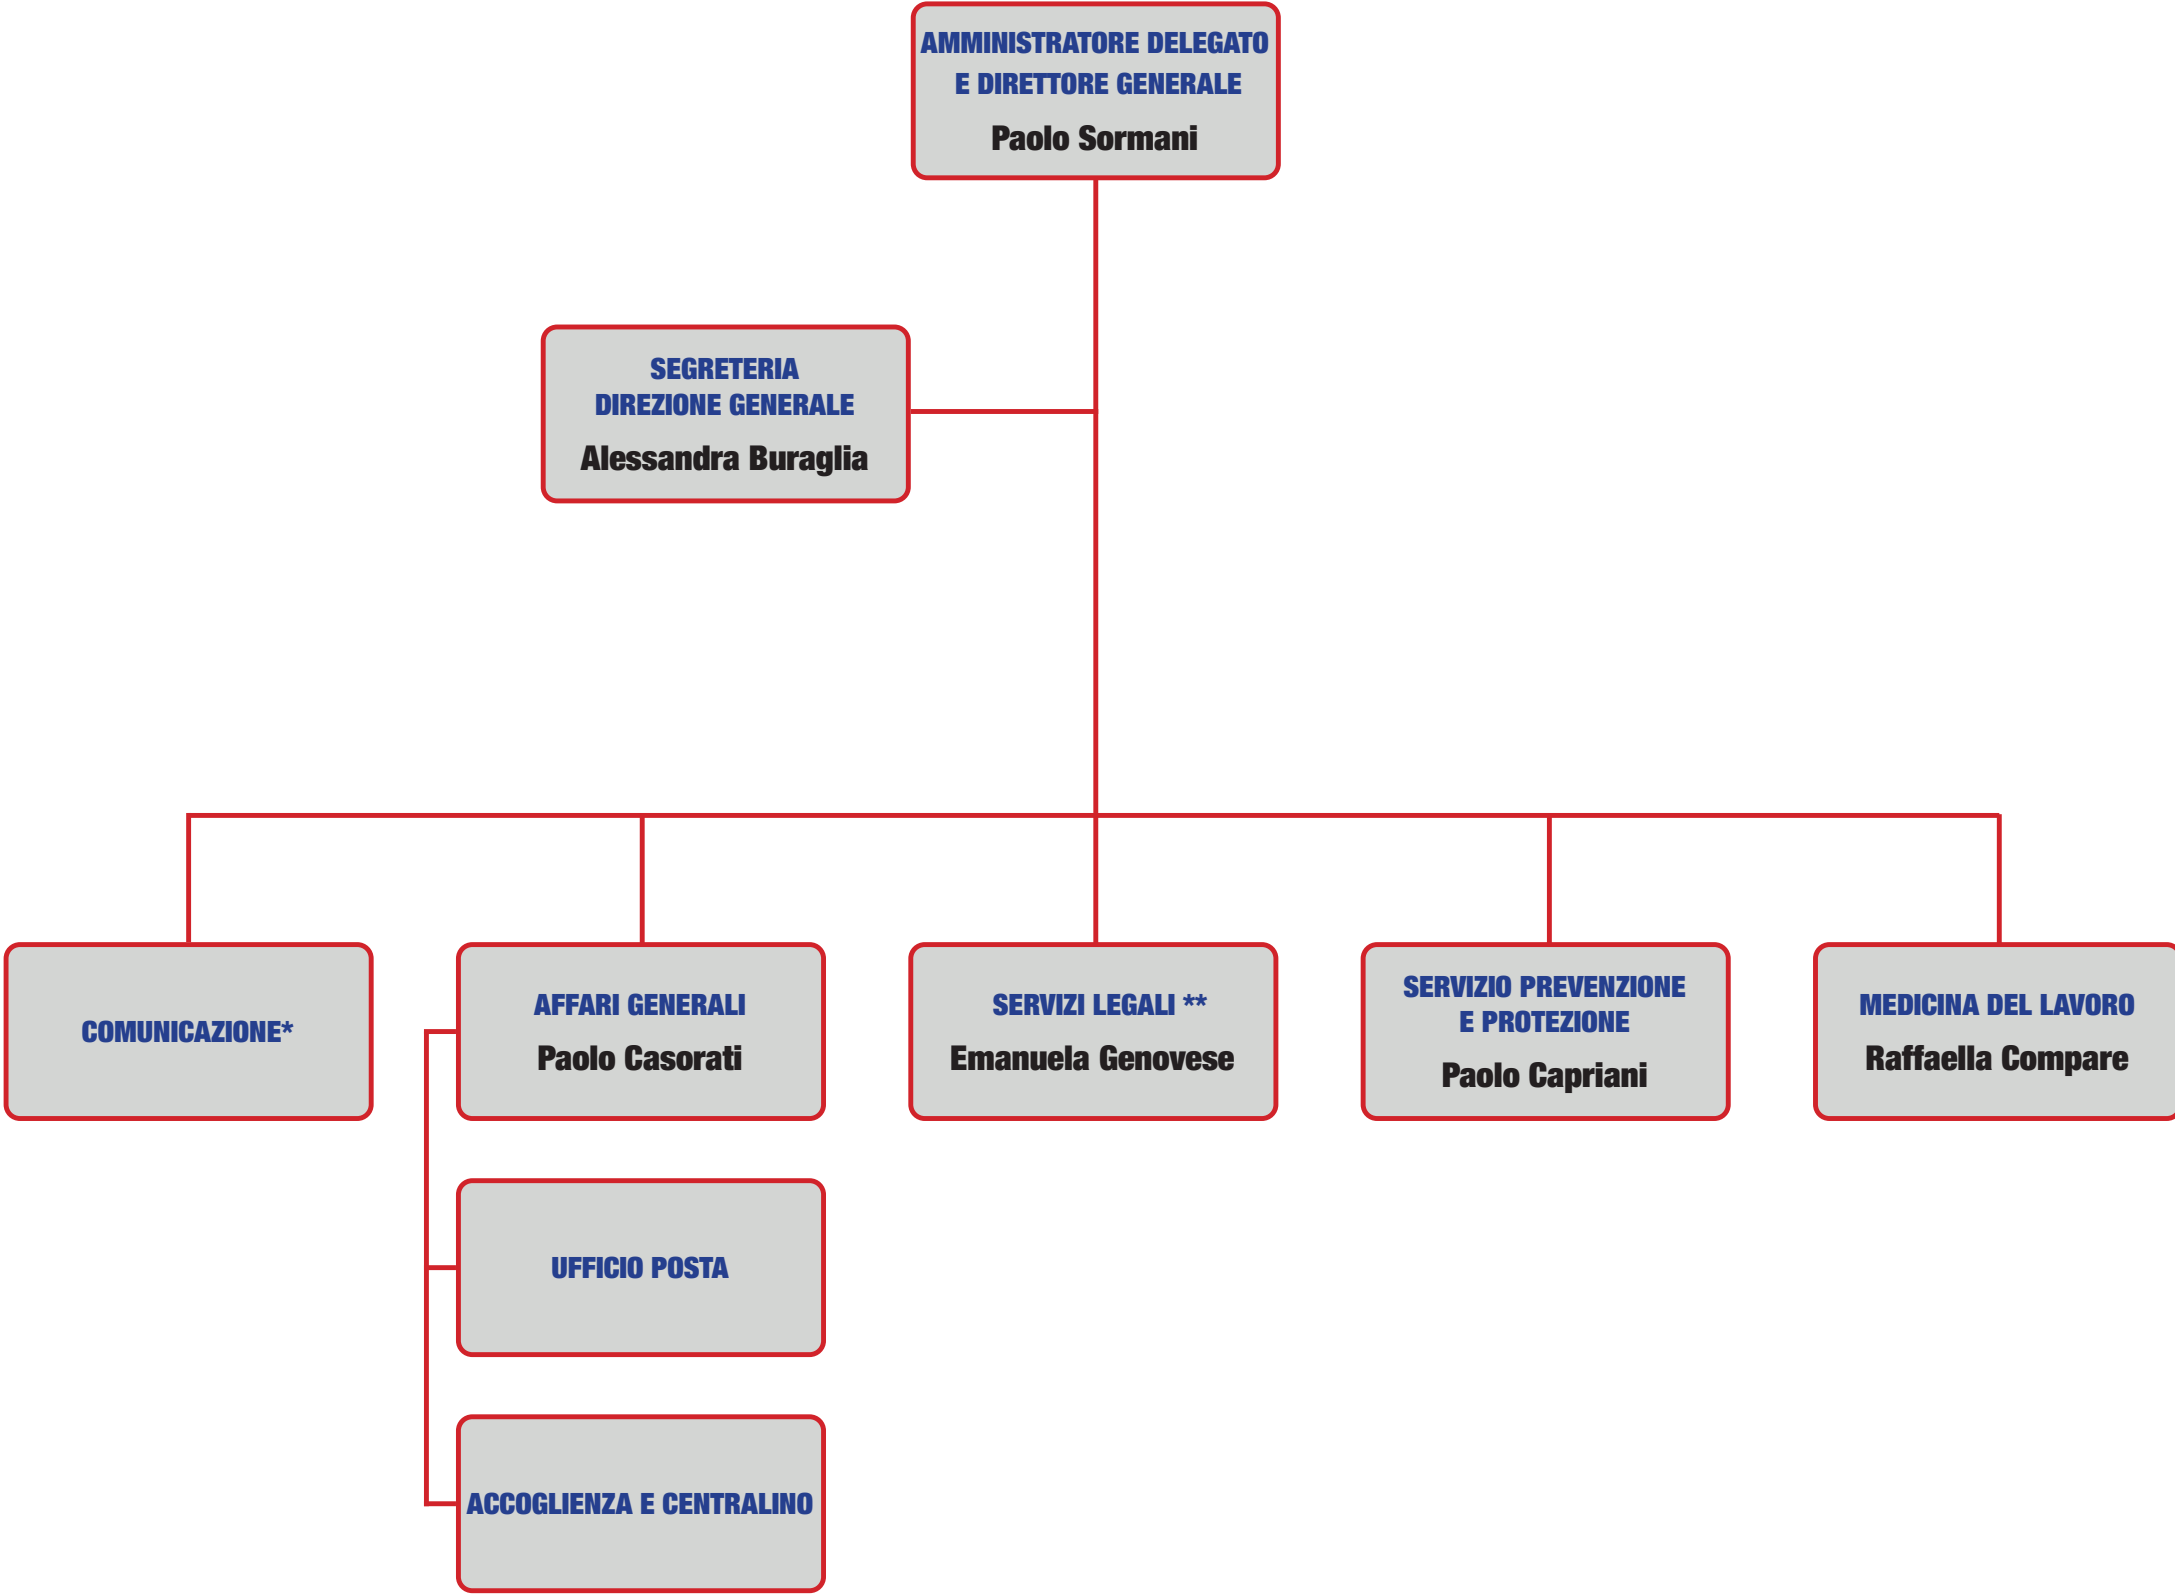 AMMINISTRATORE DELEGATO
E DIRETTORE GENERALE
Paolo Sormani
SEGRETERIA
DIREZIONE GENERALE
Alessandra Buraglia
COMUNICAZIONE*
AFFARI GENERALI
Paolo Casorati
SERVIZI LEGALI **
Emanuela Genovese
SERVIZIO PREVENZIONE
E PROTEZIONE
Paolo Capriani
MEDICINA DEL LAVORO
Raffaella Compare
UFFICIO POSTA
ACCOGLIENZA E CENTRALINO